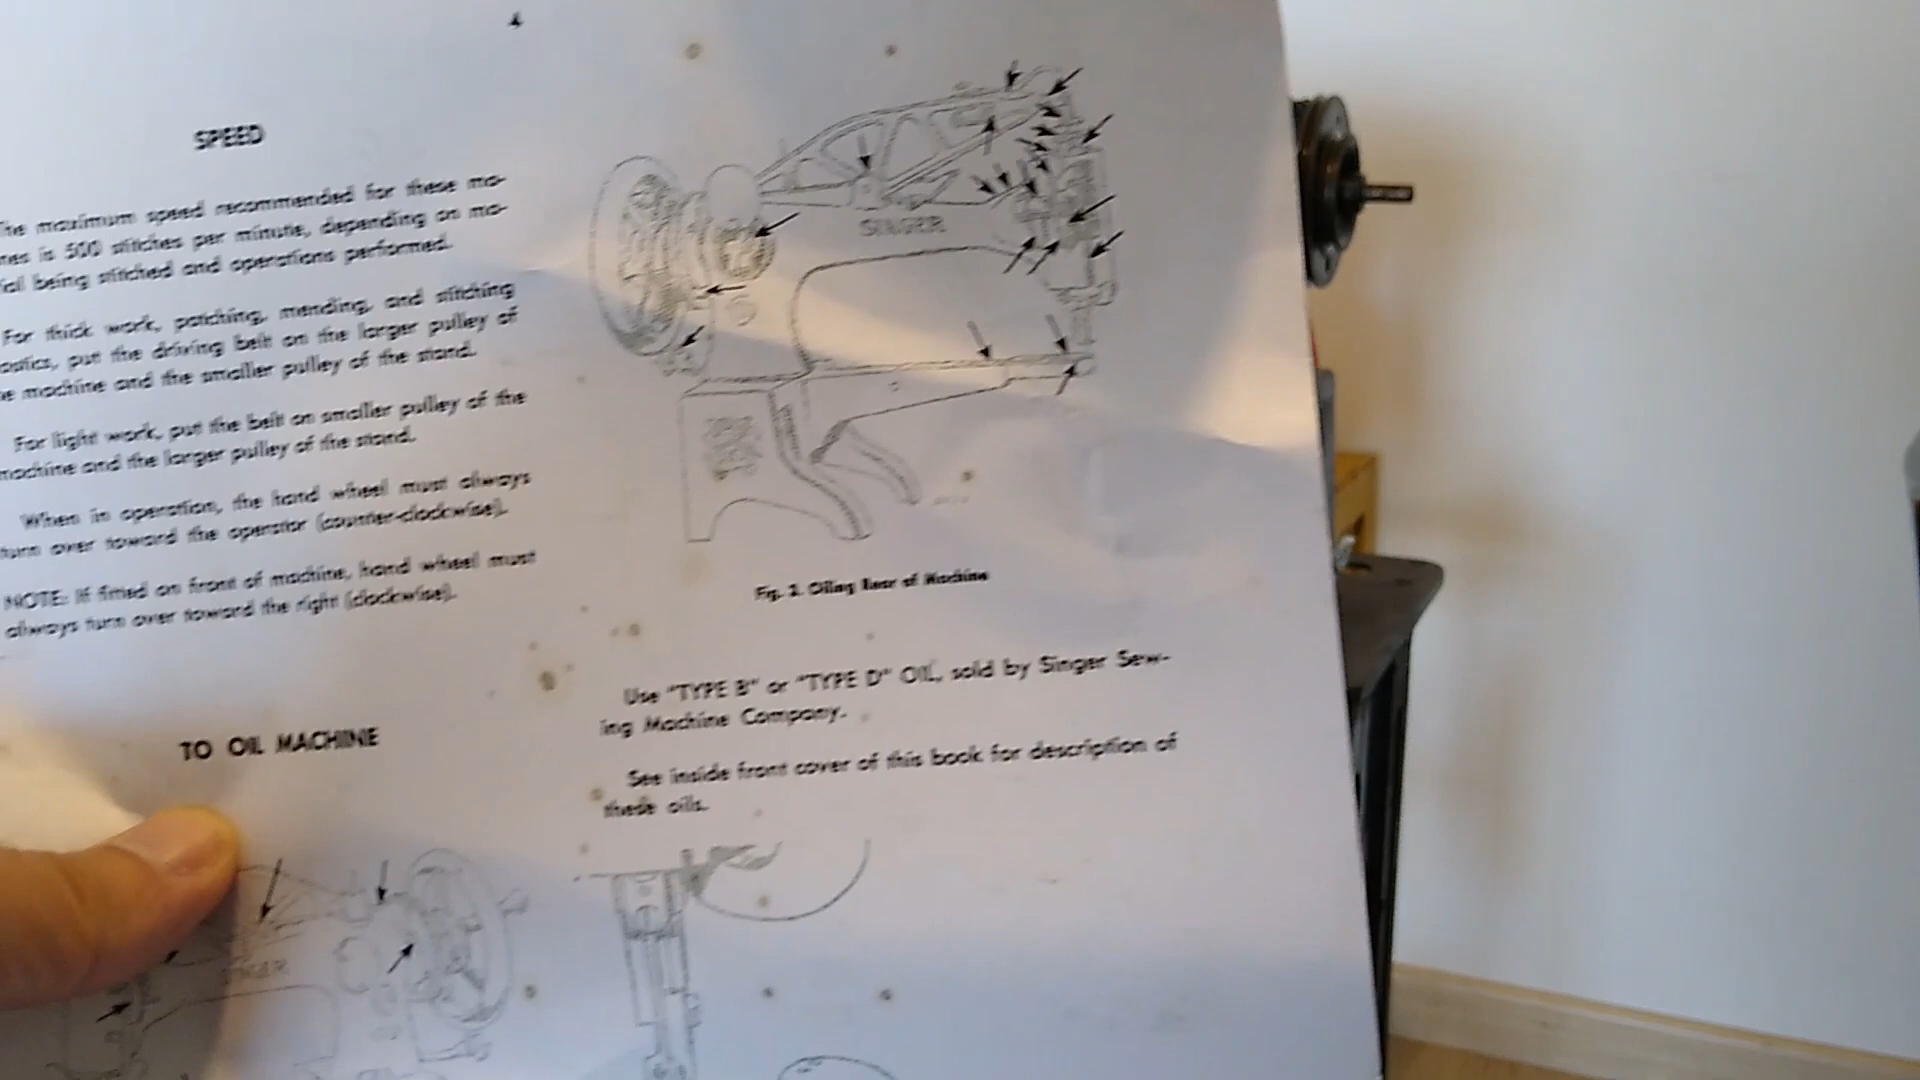 4
SPEED
The maximum speed recommended for these ma-
nes is 500 stitches per minute, depending on ma-
ial being stitched and operations performed.
For thick work, patching, mending, and stitching
astics, put the driving belt on the larger pulley of
e machine and the smaller pulley of the stand.
For light work, put the belt on smaller pulley of the
machine and the larger pulley of the stand.
When in operation, the hand wheel must always
turn over toward the operator (counter-clockwise).
NOTE: If fitted on front of machine, hand wheel must
always turn over toward the right (clockwise).
TO OIL MACHINE
SINGER
Fig. 2. Oiling Rear of Machine
Use "TYPE B" or "TYPE D" OIL, sold by Singer Sew-
ing Machine Company.
See inside front cover of this book for description of
these oils.